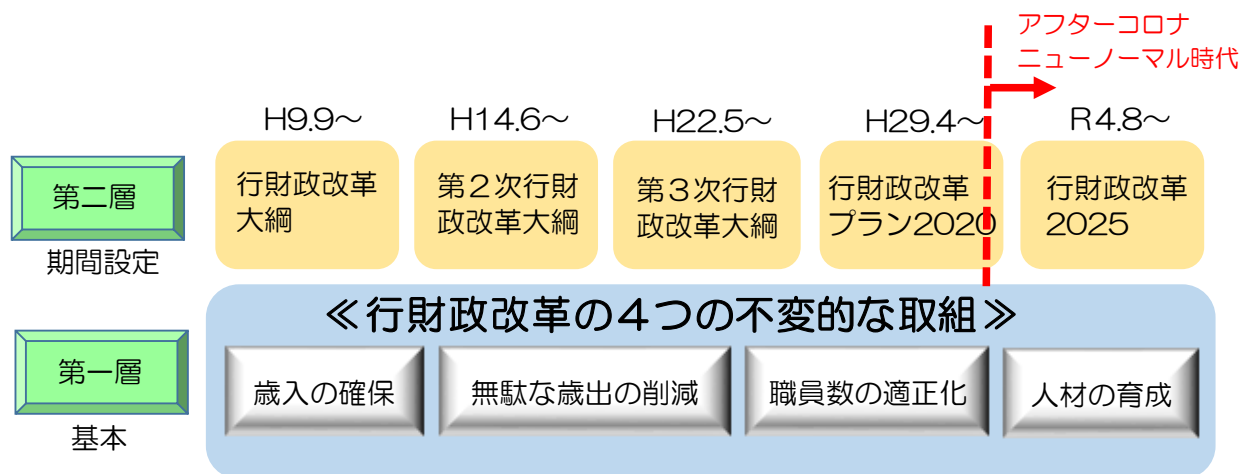 アフターコロナ
ニューノーマル時代
H9.9～
H14.6～
H22.5～
H29.4～
R4.8～
第二層
期間設定
行財政改革
大綱
第２次行財
政改革大綱
第３次行財
政改革大綱
行財政改革
プラン2020
行財政改革
2025
≪行財政改革の４つの不変的な取組≫
第一層
基本
歳入の確保
無駄な歳出の削減
職員数の適正化
人材の育成